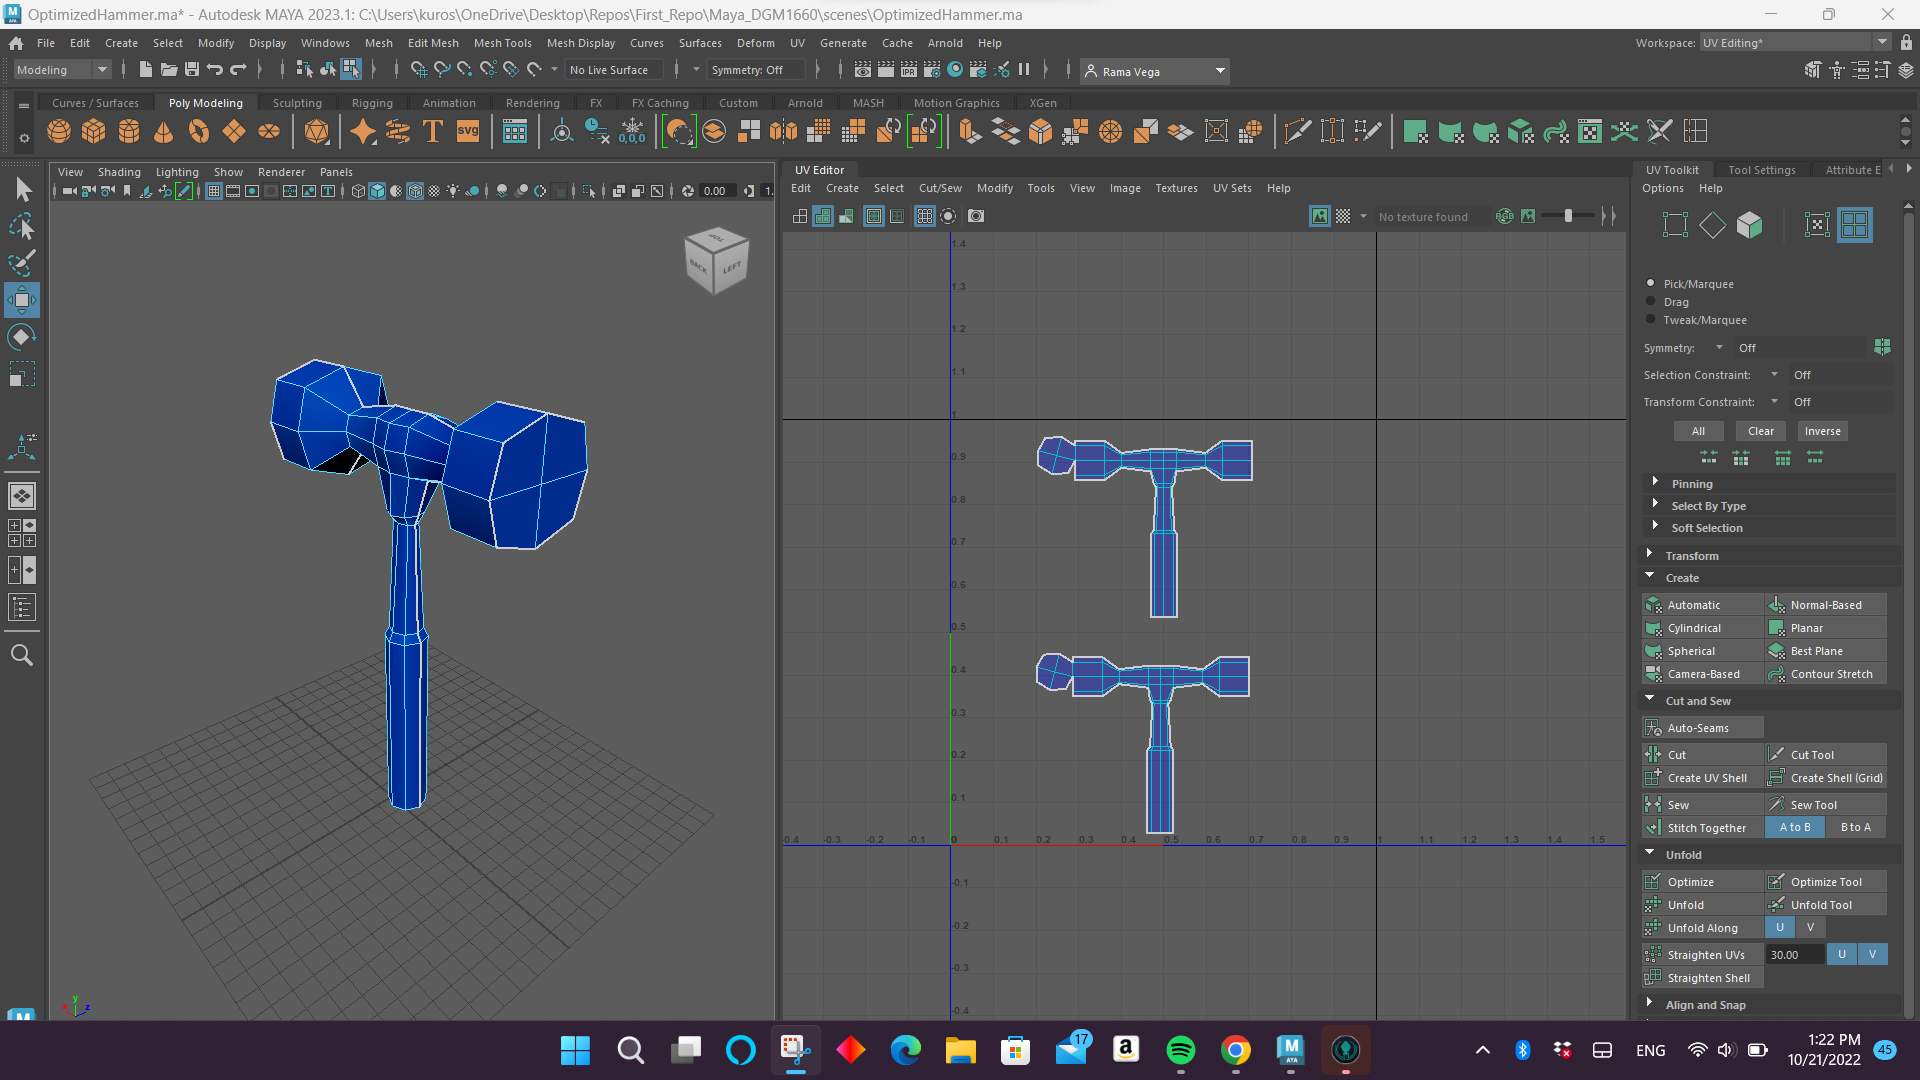 OptimizedHammer.ma* - Autodesk MAYA 2023.1: C:\Users\kuros\OneDrive\Desktop\Repos\First_Repo\Maya_DGM1660\scenes\OptimizedHammer.ma
File Edit Create Select Modify Display Windows Mesh Edit Mesh Mesh Tools Mesh Display Curves Surfaces Deform UV Generate Cache Arnold Help
Workspace: UV Editing*
Modeling
No Live Surface
Symmetry: Off
Rama Vega
Curves / Surfaces Poly Modeling Sculpting Rigging Animation Rendering FX FX Caching Custom Arnold MASH Motion Graphics XGen
View Shading Lighting Show Renderer Panels
0.00
TOP
BACK
LEFT
UV Editor
Edit Create Select Cut/Sew Modify Tools View Image Textures UV Sets Help
No texture found
1.4
1.3
1.2
1.1
1
0.9
0.8
0.7
0.6
0.5
0.4
0.3
0.2
0.1
0.4 -0.3 -0.2 -0.1 0 0.1 0.2 0.3 0.4 0.5 0.6 0.7 0.8 0.9 1 1.1 1.2 1.3 1.4 1.5
-0.1
-0.2
-0.3
-0.4
UV Toolkit Tool Settings Attribute E
Options Help
Pick/Marquee
Drag
Tweak/Marquee
Symmetry: Off
Selection Constraint: Off
Transform Constraint: Off
All Clear Inverse
Pinning
Select By Type
Soft Selection
Transform
Create
Automatic Normal-Based
Cylindrical Planar
Spherical Best Plane
Camera-Based Contour Stretch
Cut and Sew
Auto-Seams
Cut Cut Tool
Create UV Shell Create Shell (Grid)
Sew Sew Tool
Stitch Together A to B B to A
Unfold
Optimize Optimize Tool
Unfold Unfold Tool
Unfold Along U V
Straighten UVs 30.00 U V
Straighten Shell
Align and Snap
17
ENG
1:22 PM
10/21/2022
45